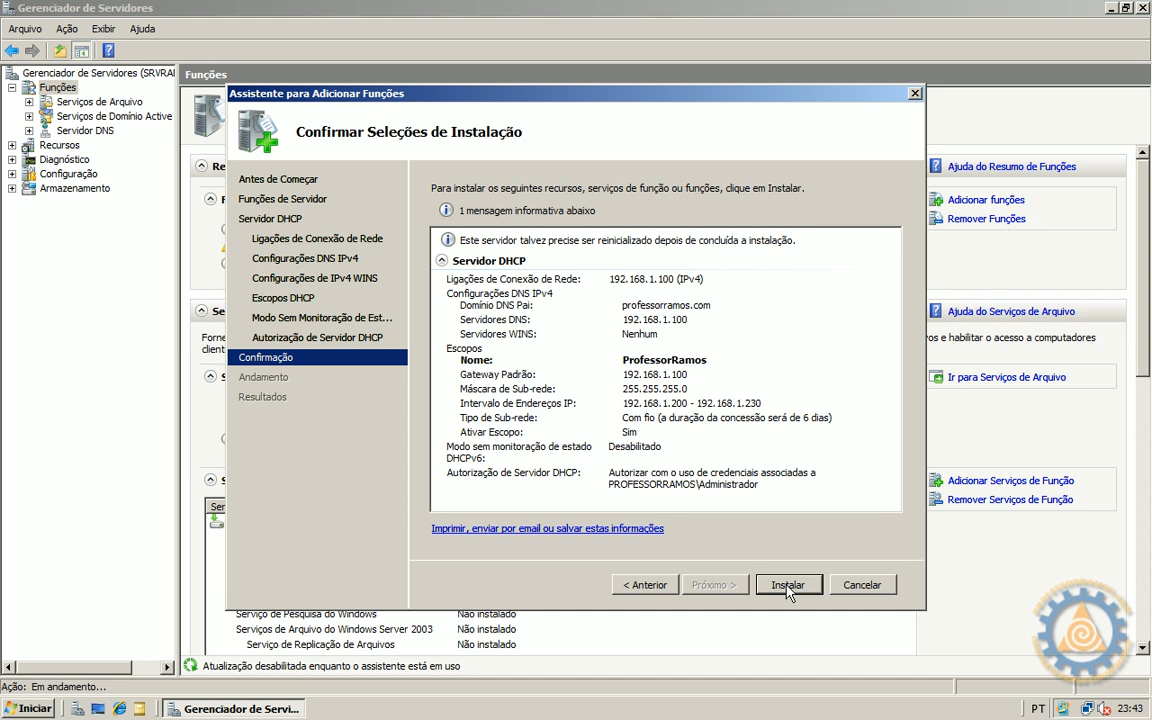 Gerenciador de Servidores
Arquivo Ação Exibir Ajuda
Gerenciador de Servidores (SRVRAI
Funções
Serviços de Arquivo
Serviços de Domínio Active
Servidor DNS
Recursos
Diagnóstico
Configuração
Armazenamento
Funções
Assistente para Adicionar Funções
Confirmar Seleções de Instalação
Antes de Começar
Funções de Servidor
Servidor DHCP
Ligações de Conexão de Rede
Configurações DNS IPv4
Configurações de IPv4 WINS
Escopos DHCP
Modo Sem Monitoração de Est...
Autorização de Servidor DHCP
Confirmação
Andamento
Resultados
Para instalar os seguintes recursos, serviços de função ou funções, clique em Instalar.
1 mensagem informativa abaixo
Este servidor talvez precise ser reinicializado depois de concluída a instalação.
Servidor DHCP
Ligações de Conexão de Rede: 192.168.1.100 (IPv4)
Configurações DNS IPv4
Domínio DNS Pai: professorramos.com
Servidores DNS: 192.168.1.100
Servidores WINS: Nenhum
Escopos
Nome: ProfessorRamos
Gateway Padrão: 192.168.1.100
Máscara de Sub-rede: 255.255.255.0
Intervalo de Endereços IP: 192.168.1.200 - 192.168.1.230
Tipo de Sub-rede: Com fio (a duração da concessão será de 6 dias)
Ativar Escopo: Sim
Modo sem monitoração de estado Desabilitado
DHCPv6:
Autorização de Servidor DHCP: Autorizar com o uso de credenciais associadas a
PROFESSORRAMOS\Administrador
Imprimir, enviar por email ou salvar estas informações
< Anterior Próximo > Instalar Cancelar
Re
Ajuda do Resumo de Funções
Adicionar funções
Remover Funções
Se
Ajuda do Serviços de Arquivo
Forne
client
os e habilitar o acesso a computadores
Ir para Serviços de Arquivo
Adicionar Serviços de Função
Remover Serviços de Função
Ser
Serviço de Pesquisa do Windows Não instalado
Serviços de Arquivo do Windows Server 2003 Não instalado
Serviço de Replicação de Arquivos Não instalado
Atualização desabilitada enquanto o assistente está em uso
Ação: Em andamento...
Iniciar Gerenciador de Servi... PT 23:43